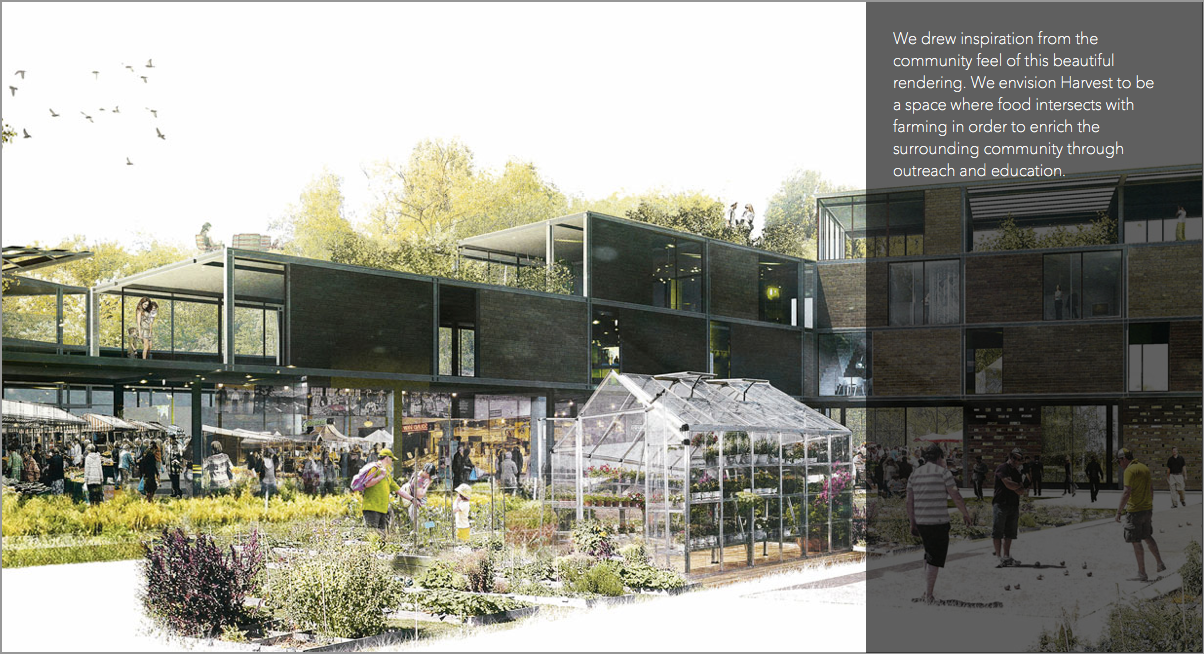 We drew inspiration from the
community feel of this beautiful
rendering. We envision Harvest to be
a space where food intersects with
farming in order to enrich the
surrounding community through
outreach and education.